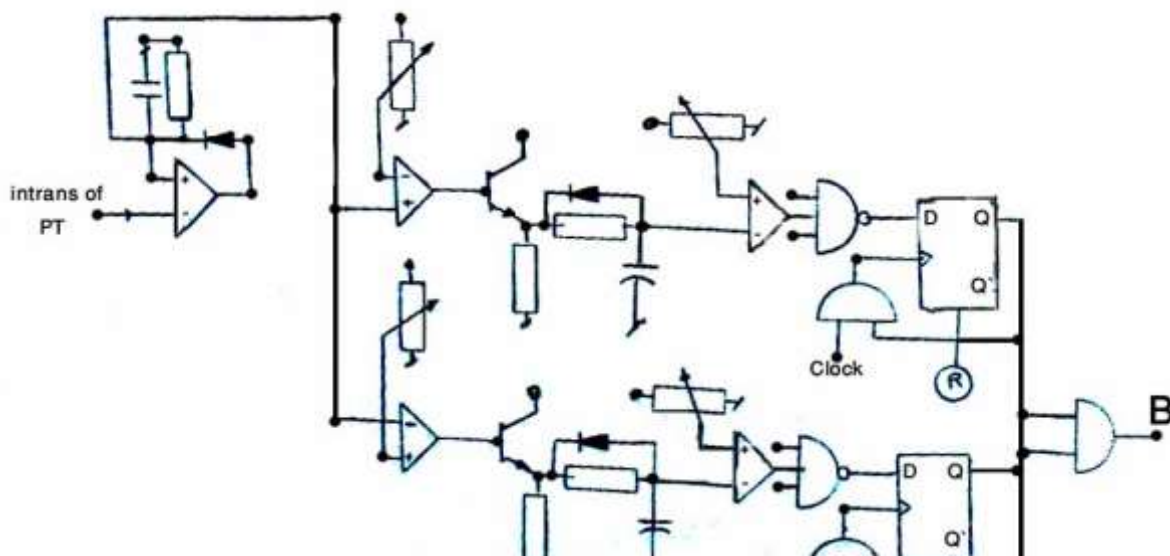 intrans of
PT
-
+
+
-
D Q
Q'
Clock
R
B
-
+
+
-
D Q
Q'